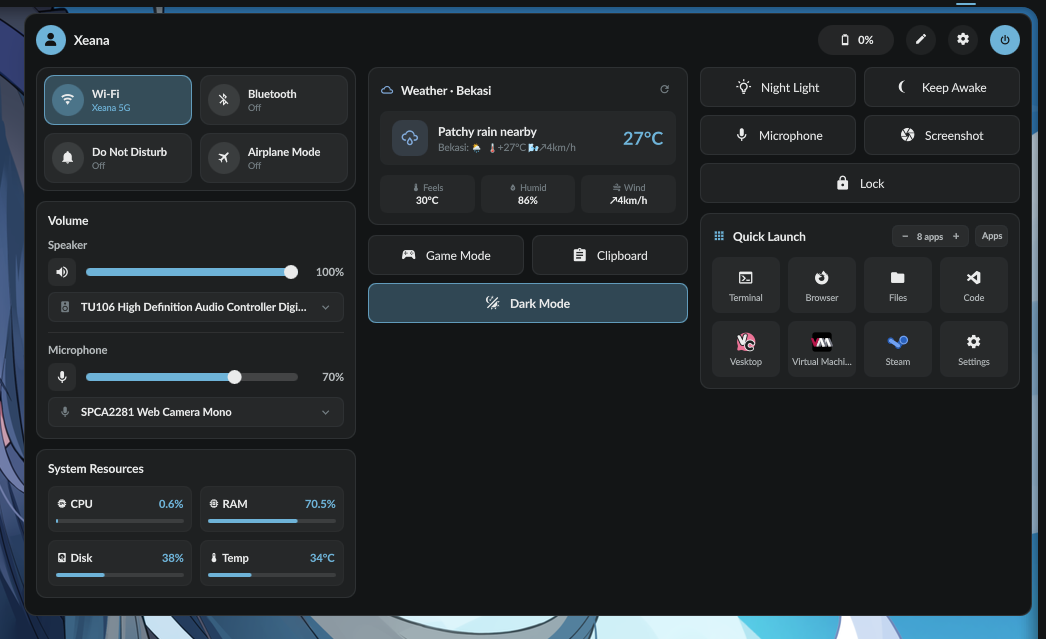 Xeana
0%
Wi-Fi
Xeana 5G
Bluetooth
Off
Do Not Disturb
Off
Airplane Mode
Off
Volume
Speaker
100%
TU106 High Definition Audio Controller Digi...
Microphone
70%
SPCA2281 Web Camera Mono
System Resources
CPU 0.6%
RAM 70.5%
Disk 38%
Temp 34°C
Weather · Bekasi
Patchy rain nearby
Bekasi: 🌦 🌡️+27°C 🌬️↗4km/h
27°C
Feels
30°C
Humid
86%
Wind
↗4km/h
Game Mode
Clipboard
Dark Mode
Night Light
Keep Awake
Microphone
Screenshot
Lock
Quick Launch
− 8 apps +
Apps
Terminal
Browser
Files
Code
Vesktop
Virtual Machi...
Steam
Settings